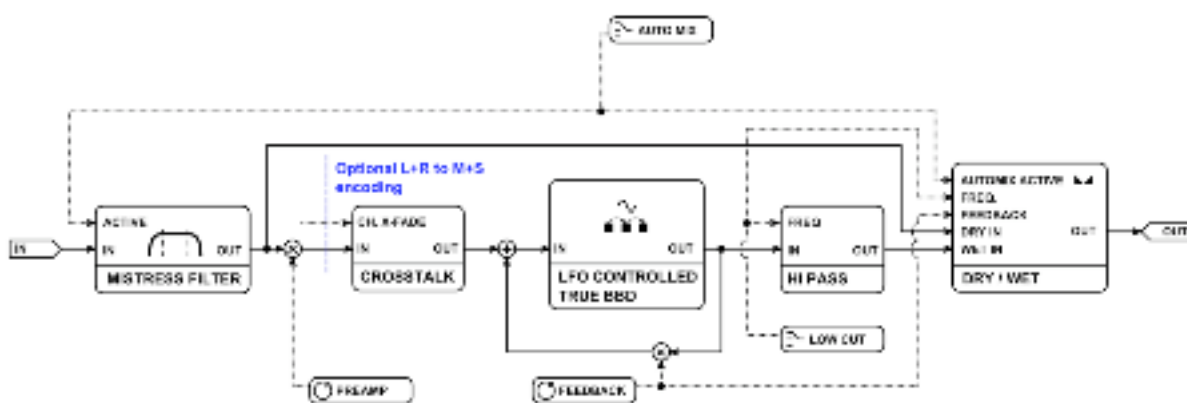 AUTO MIX
Optional L+R to M+S
encoding
AUTOMIX ACTIVE
FREQ.
FEEDBACK
DRY IN
WET IN
OUT
DRY / WET
ACTIVE
IN
OUT
MISTRESS FILTER
CH. X-FADE
IN
OUT
CROSSTALK
IN
OUT
LFO CONTROLLED
TRUE BBD
FREQ
IN
OUT
HI PASS
IN
OUT
LOW CUT
PREAMP
FEEDBACK